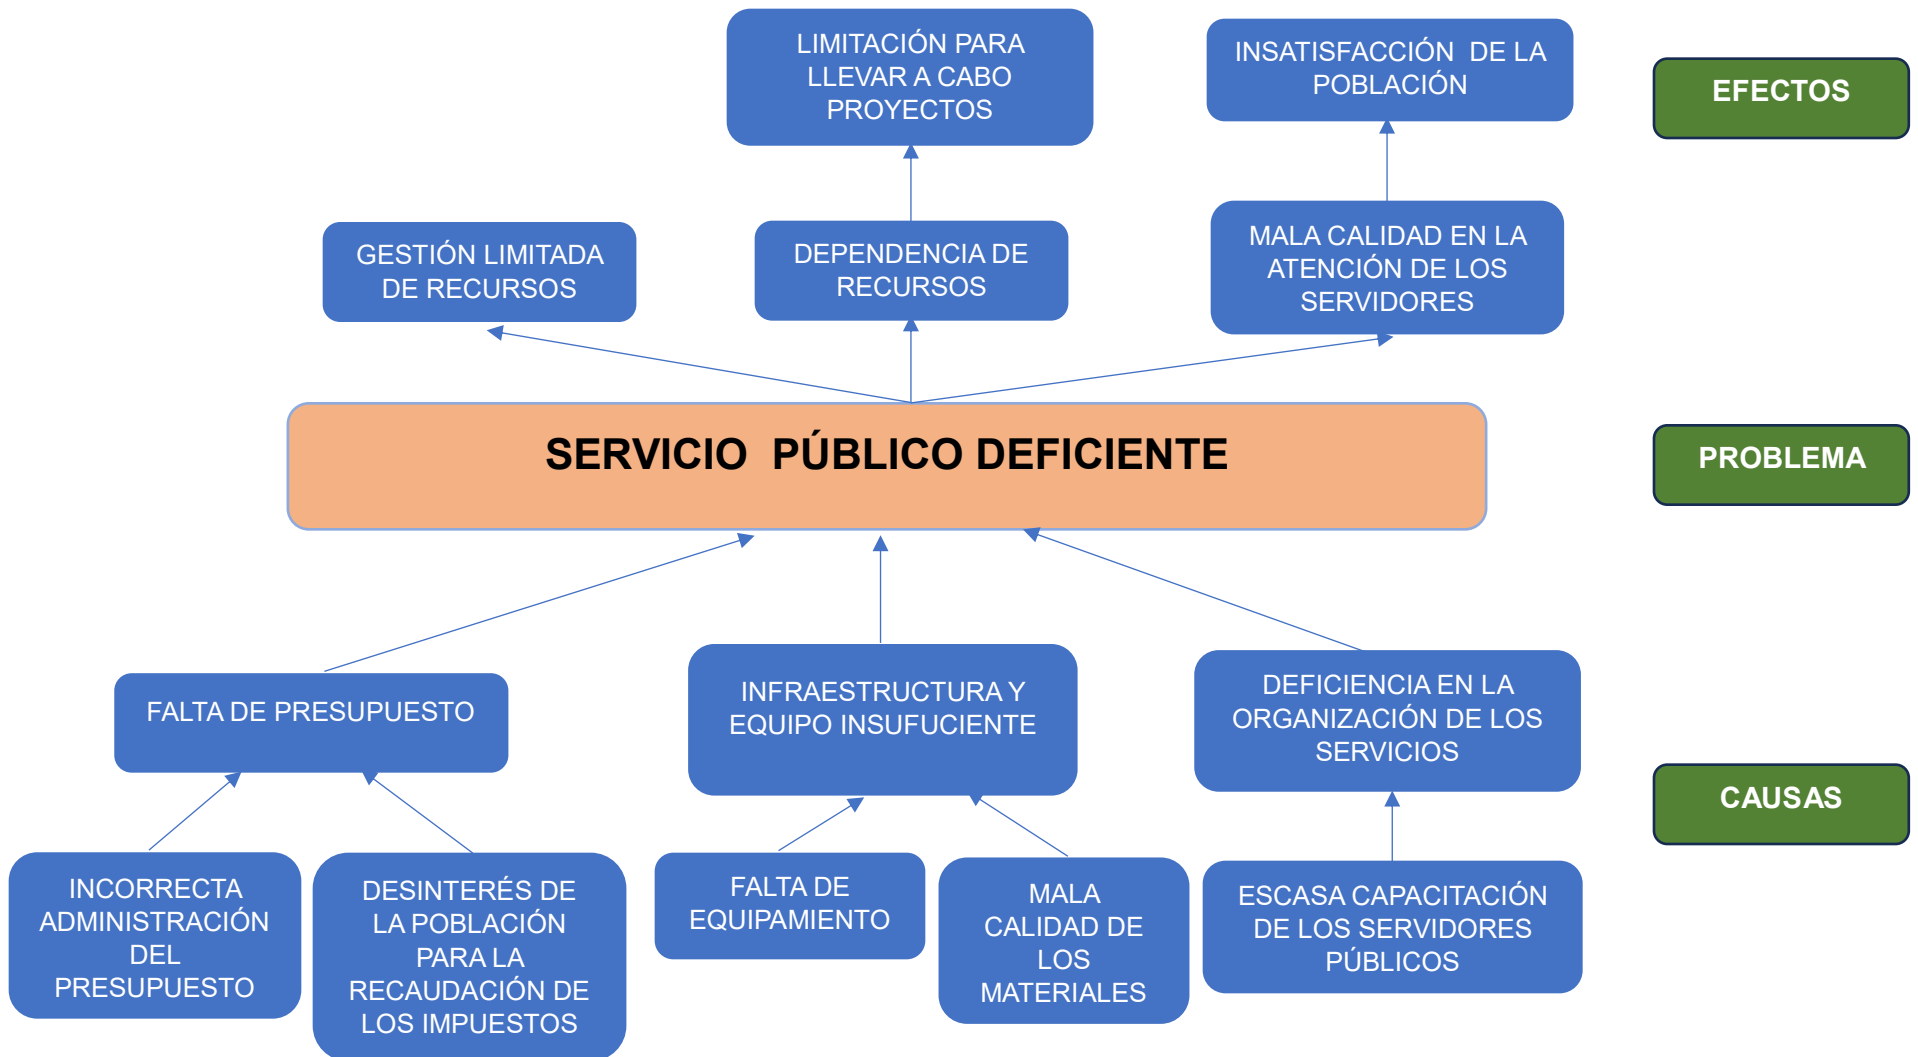 LIMITACIÓN PARA
LLEVAR A CABO
PROYECTOS
INSATISFACCIÓN DE LA
POBLACIÓN
EFECTOS
GESTIÓN LIMITADA
DE RECURSOS
DEPENDENCIA DE
RECURSOS
MALA CALIDAD EN LA
ATENCIÓN DE LOS
SERVIDORES
SERVICIO PÚBLICO DEFICIENTE
PROBLEMA
FALTA DE PRESUPUESTO
INFRAESTRUCTURA Y
EQUIPO INSUFUCIENTE
DEFICIENCIA EN LA
ORGANIZACIÓN DE LOS
SERVICIOS
CAUSAS
INCORRECTA
ADMINISTRACIÓN
DEL
PRESUPUESTO
DESINTERÉS DE
LA POBLACIÓN
PARA LA
RECAUDACIÓN DE
LOS IMPUESTOS
FALTA DE
EQUIPAMIENTO
MALA
CALIDAD DE
LOS
MATERIALES
ESCASA CAPACITACIÓN
DE LOS SERVIDORES
PÚBLICOS